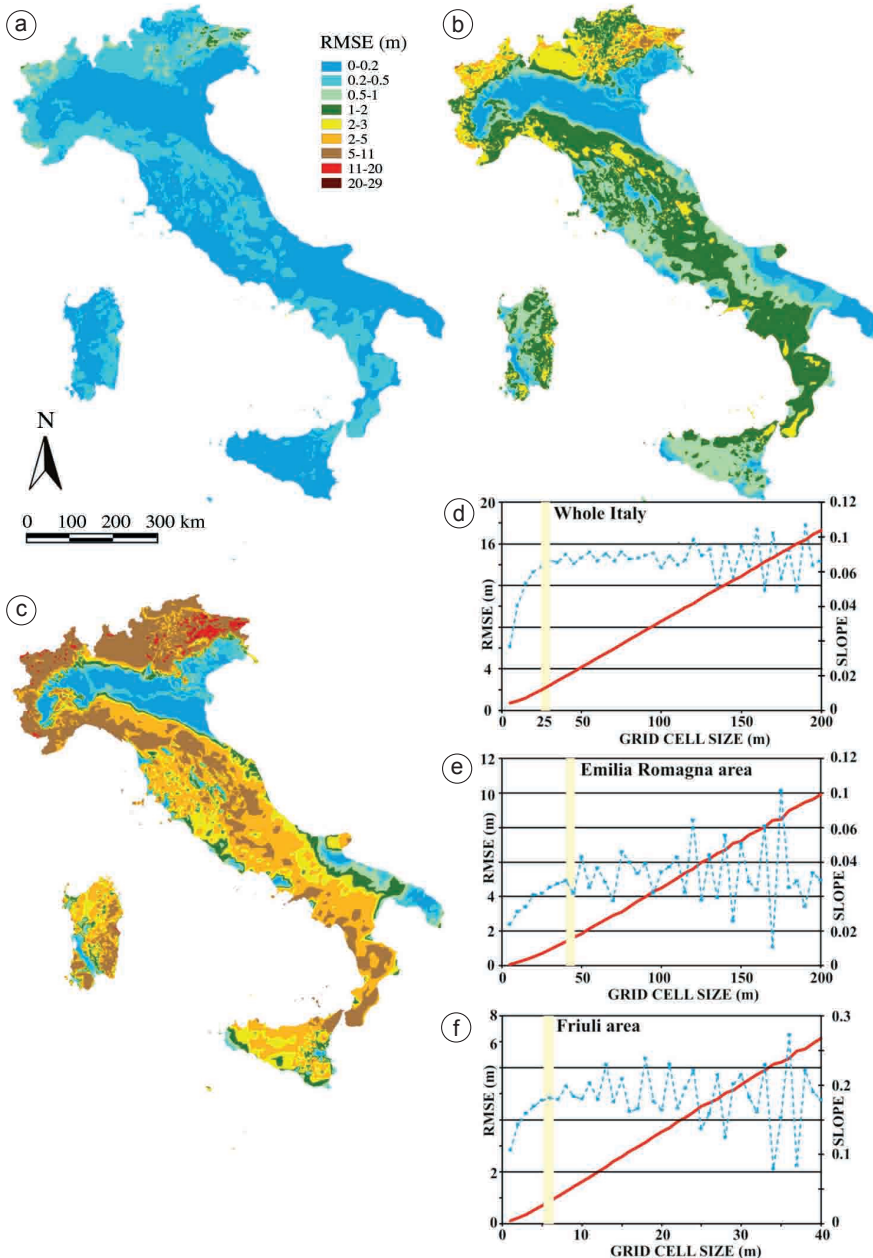 a
RMSE (m)
0-0.2
0.2-0.5
0.5-1
1-2
2-3
2-5
5-11
11-20
20-29
N
0 100 200 300 km
b
c
d
Whole Italy
20
16
4
0
RMSE (m)
0.12
0.1
0.06
0.04
0.02
0
SLOPE
0 25 50 100 150 200
GRID CELL SIZE (m)
e
Emilia Romagna area
12
10
6
4
2
0
RMSE (m)
0.12
0.1
0.06
0.04
0.02
0
SLOPE
0 50 100 150 200
GRID CELL SIZE (m)
f
Friuli area
8
6
4
2
0
RMSE (m)
0.3
0.2
0.1
0
SLOPE
0 10 20 30 40
GRID CELL SIZE (m)